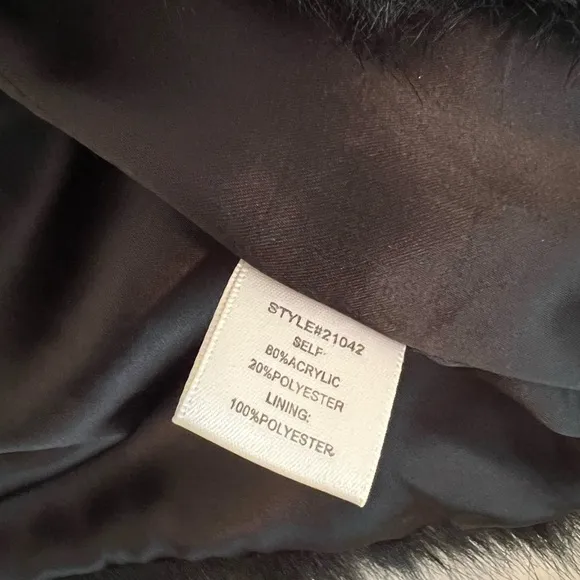 STYLE#21042
SELF:
80%ACRYLIC
20%POLYESTER
LINING:
100%POLYESTER